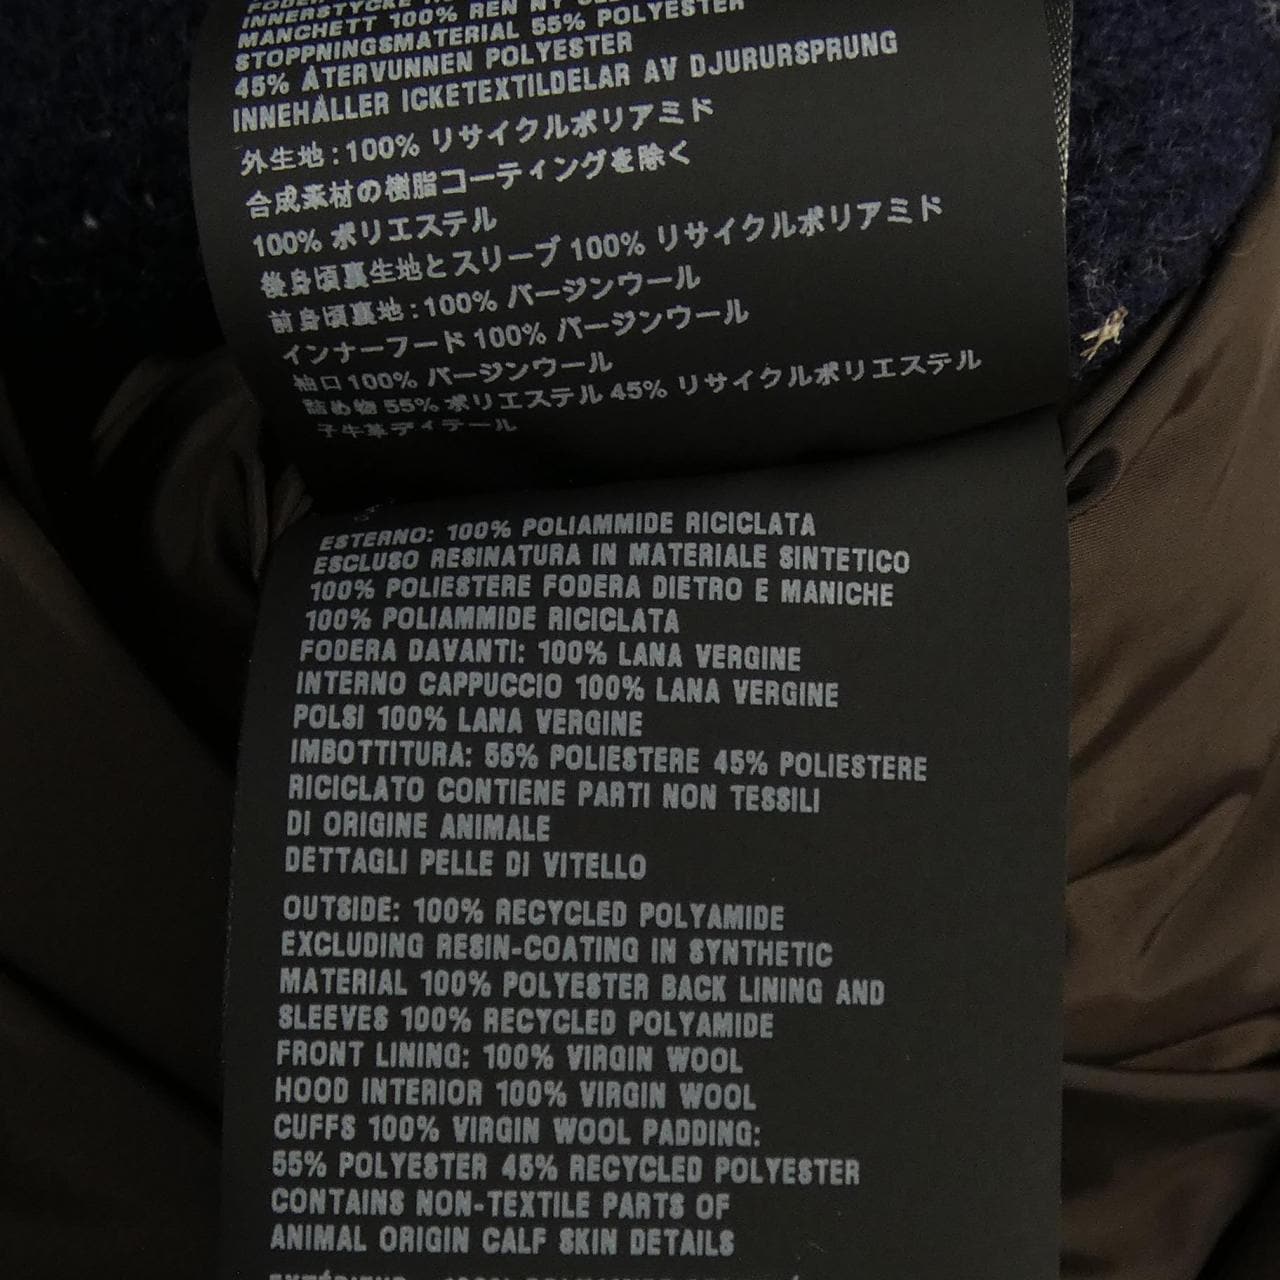 INNERSTYCKE
MANCHETT 100% REN NY
STOPPNINGSMATERIAL 55% POLYESTER
45% ÅTERVUNNEN POLYESTER
INNEHÅLLER ICKETEXTILDELAR AV DJURURSPRUNG
外生地:100% リサイクルポリアミド
合成素材の樹脂コーティングを除く
100% ポリエステル
後身頃裏生地とスリーブ 100% リサイクルポリアミド
前身頃裏地:100% バージンウール
インナーフード 100% バージンウール
袖口 100% バージンウール
詰め物 55% ポリエステル 45% リサイクルポリエステル
子牛革ディテール
ESTERNO: 100% POLIAMMIDE RICICLATA
ESCLUSO RESINATURA IN MATERIALE SINTETICO
100% POLIESTERE FODERA DIETRO E MANICHE
100% POLIAMMIDE RICICLATA
FODERA DAVANTI: 100% LANA VERGINE
INTERNO CAPPUCCIO 100% LANA VERGINE
POLSI 100% LANA VERGINE
IMBOTTITURA: 55% POLIESTERE 45% POLIESTERE
RICICLATO CONTIENE PARTI NON TESSILI
DI ORIGINE ANIMALE
DETTAGLI PELLE DI VITELLO
OUTSIDE: 100% RECYCLED POLYAMIDE
EXCLUDING RESIN-COATING IN SYNTHETIC
MATERIAL 100% POLYESTER BACK LINING AND
SLEEVES 100% RECYCLED POLYAMIDE
FRONT LINING: 100% VIRGIN WOOL
HOOD INTERIOR 100% VIRGIN WOOL
CUFFS 100% VIRGIN WOOL PADDING:
55% POLYESTER 45% RECYCLED POLYESTER
CONTAINS NON-TEXTILE PARTS OF
ANIMAL ORIGIN CALF SKIN DETAILS